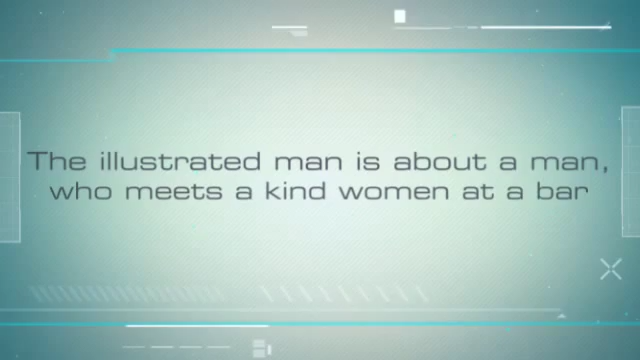 The illustrated man is about a man,
who meets a kind women at a bar